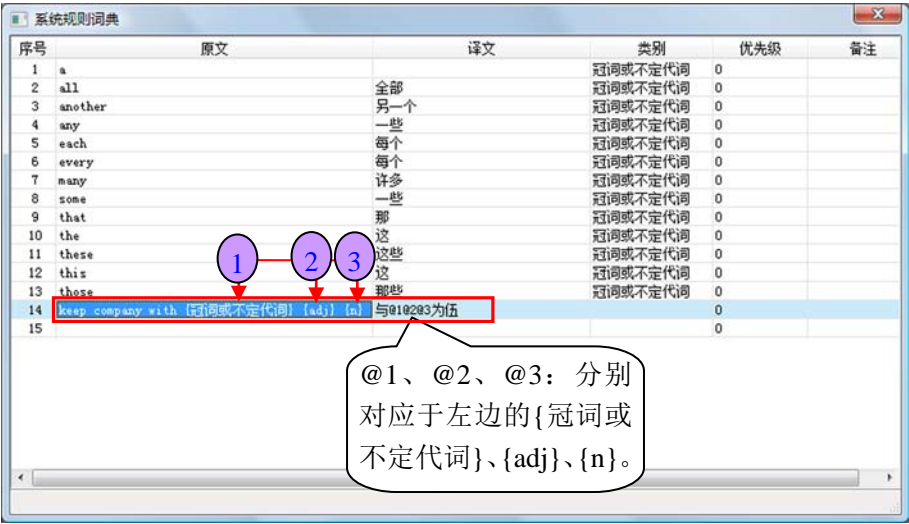 系统规则词典
序号 原文 译文 类别 优先级 备注
1 a 冠词或不定代词 0
2 all 全部 冠词或不定代词 0
3 another 另一个 冠词或不定代词 0
4 any 一些 冠词或不定代词 0
5 each 每个 冠词或不定代词 0
6 every 每个 冠词或不定代词 0
7 many 许多 冠词或不定代词 0
8 some 一些 冠词或不定代词 0
9 that 那 冠词或不定代词 0
10 the 这 冠词或不定代词 0
11 these 这些 冠词或不定代词 0
12 this 这 冠词或不定代词 0
13 those 那些 冠词或不定代词 0
1 2 3
14 keep company with {冠词或不定代词} {adj} {n} 与@1@2@3为伍 0
15 0
@1、@2、@3：分别
对应于左边的{冠词或
不定代词}、{adj}、{n}。